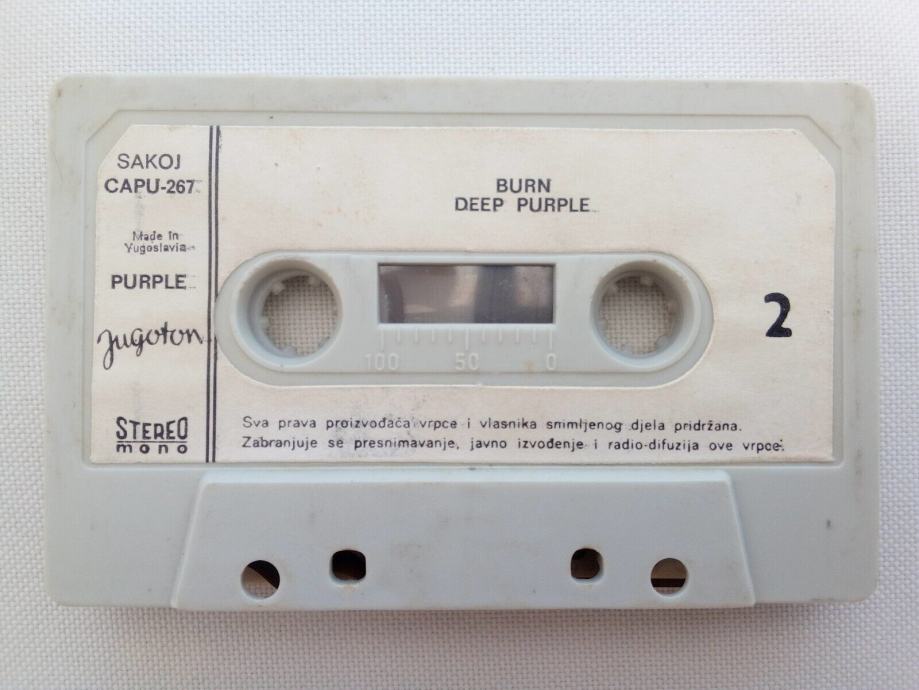 SAKOJ
CAPU-267
Made in
Yugoslavia
PURPLE
Jugoton
STEREO
mono
BURN
DEEP PURPLE
2
100 50 0
Sva prava proizvođača vrpce i vlasnika snimljenog djela pridržana.
Zabranjuje se presnimavanje, javno izvođenje i radio-difuzija ove vrpce.